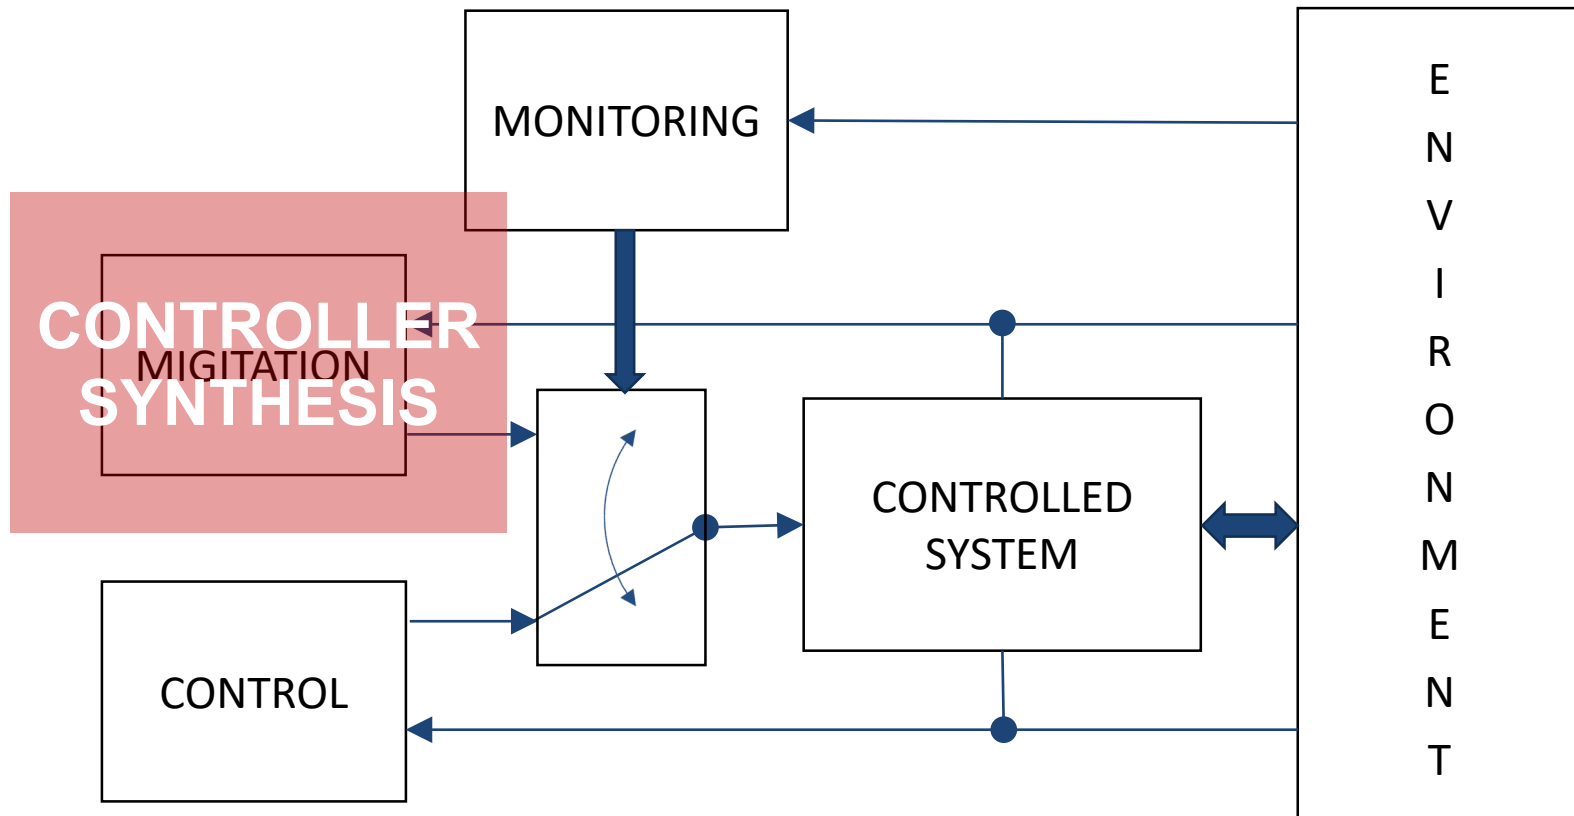 MONITORING
CONTROLLER
MIGITATION
SYNTHESIS
CONTROLLED
SYSTEM
CONTROL
E
N
V
I
R
O
N
M
E
N
T